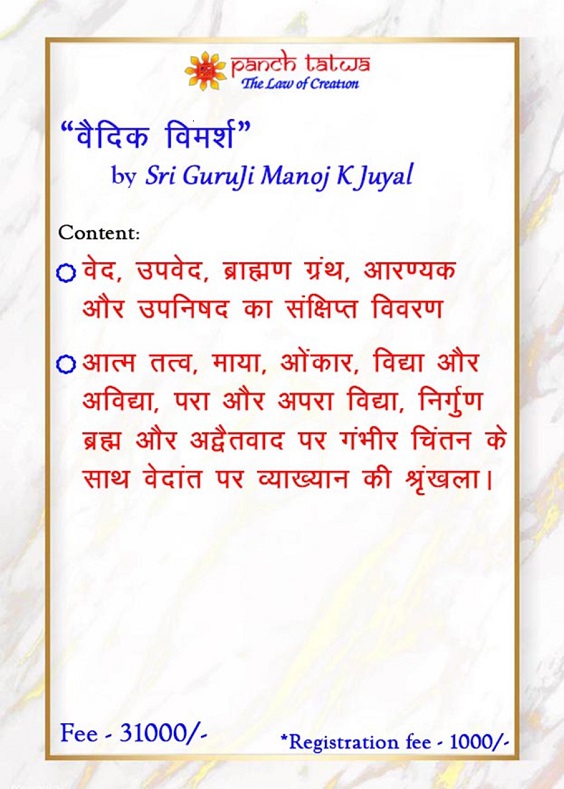 panch tatwa
The Law of Creation
“वैदिक विमर्श”
by Sri GuruJi Manoj K Juyal
Content:
वेद, उपवेद, ब्राह्मण ग्रंथ, आरण्यक
और उपनिषद का संक्षिप्त विवरण
आत्म तत्व, माया, ओंकार, विद्या और
अविद्या, परा और अपरा विद्या, निर्गुण
ब्रह्म और अद्वैतवाद पर गंभीर चिंतन के
साथ वेदांत पर व्याख्यान की श्रृंखला।
Fee - 31000/-
*Registration fee - 1000/-